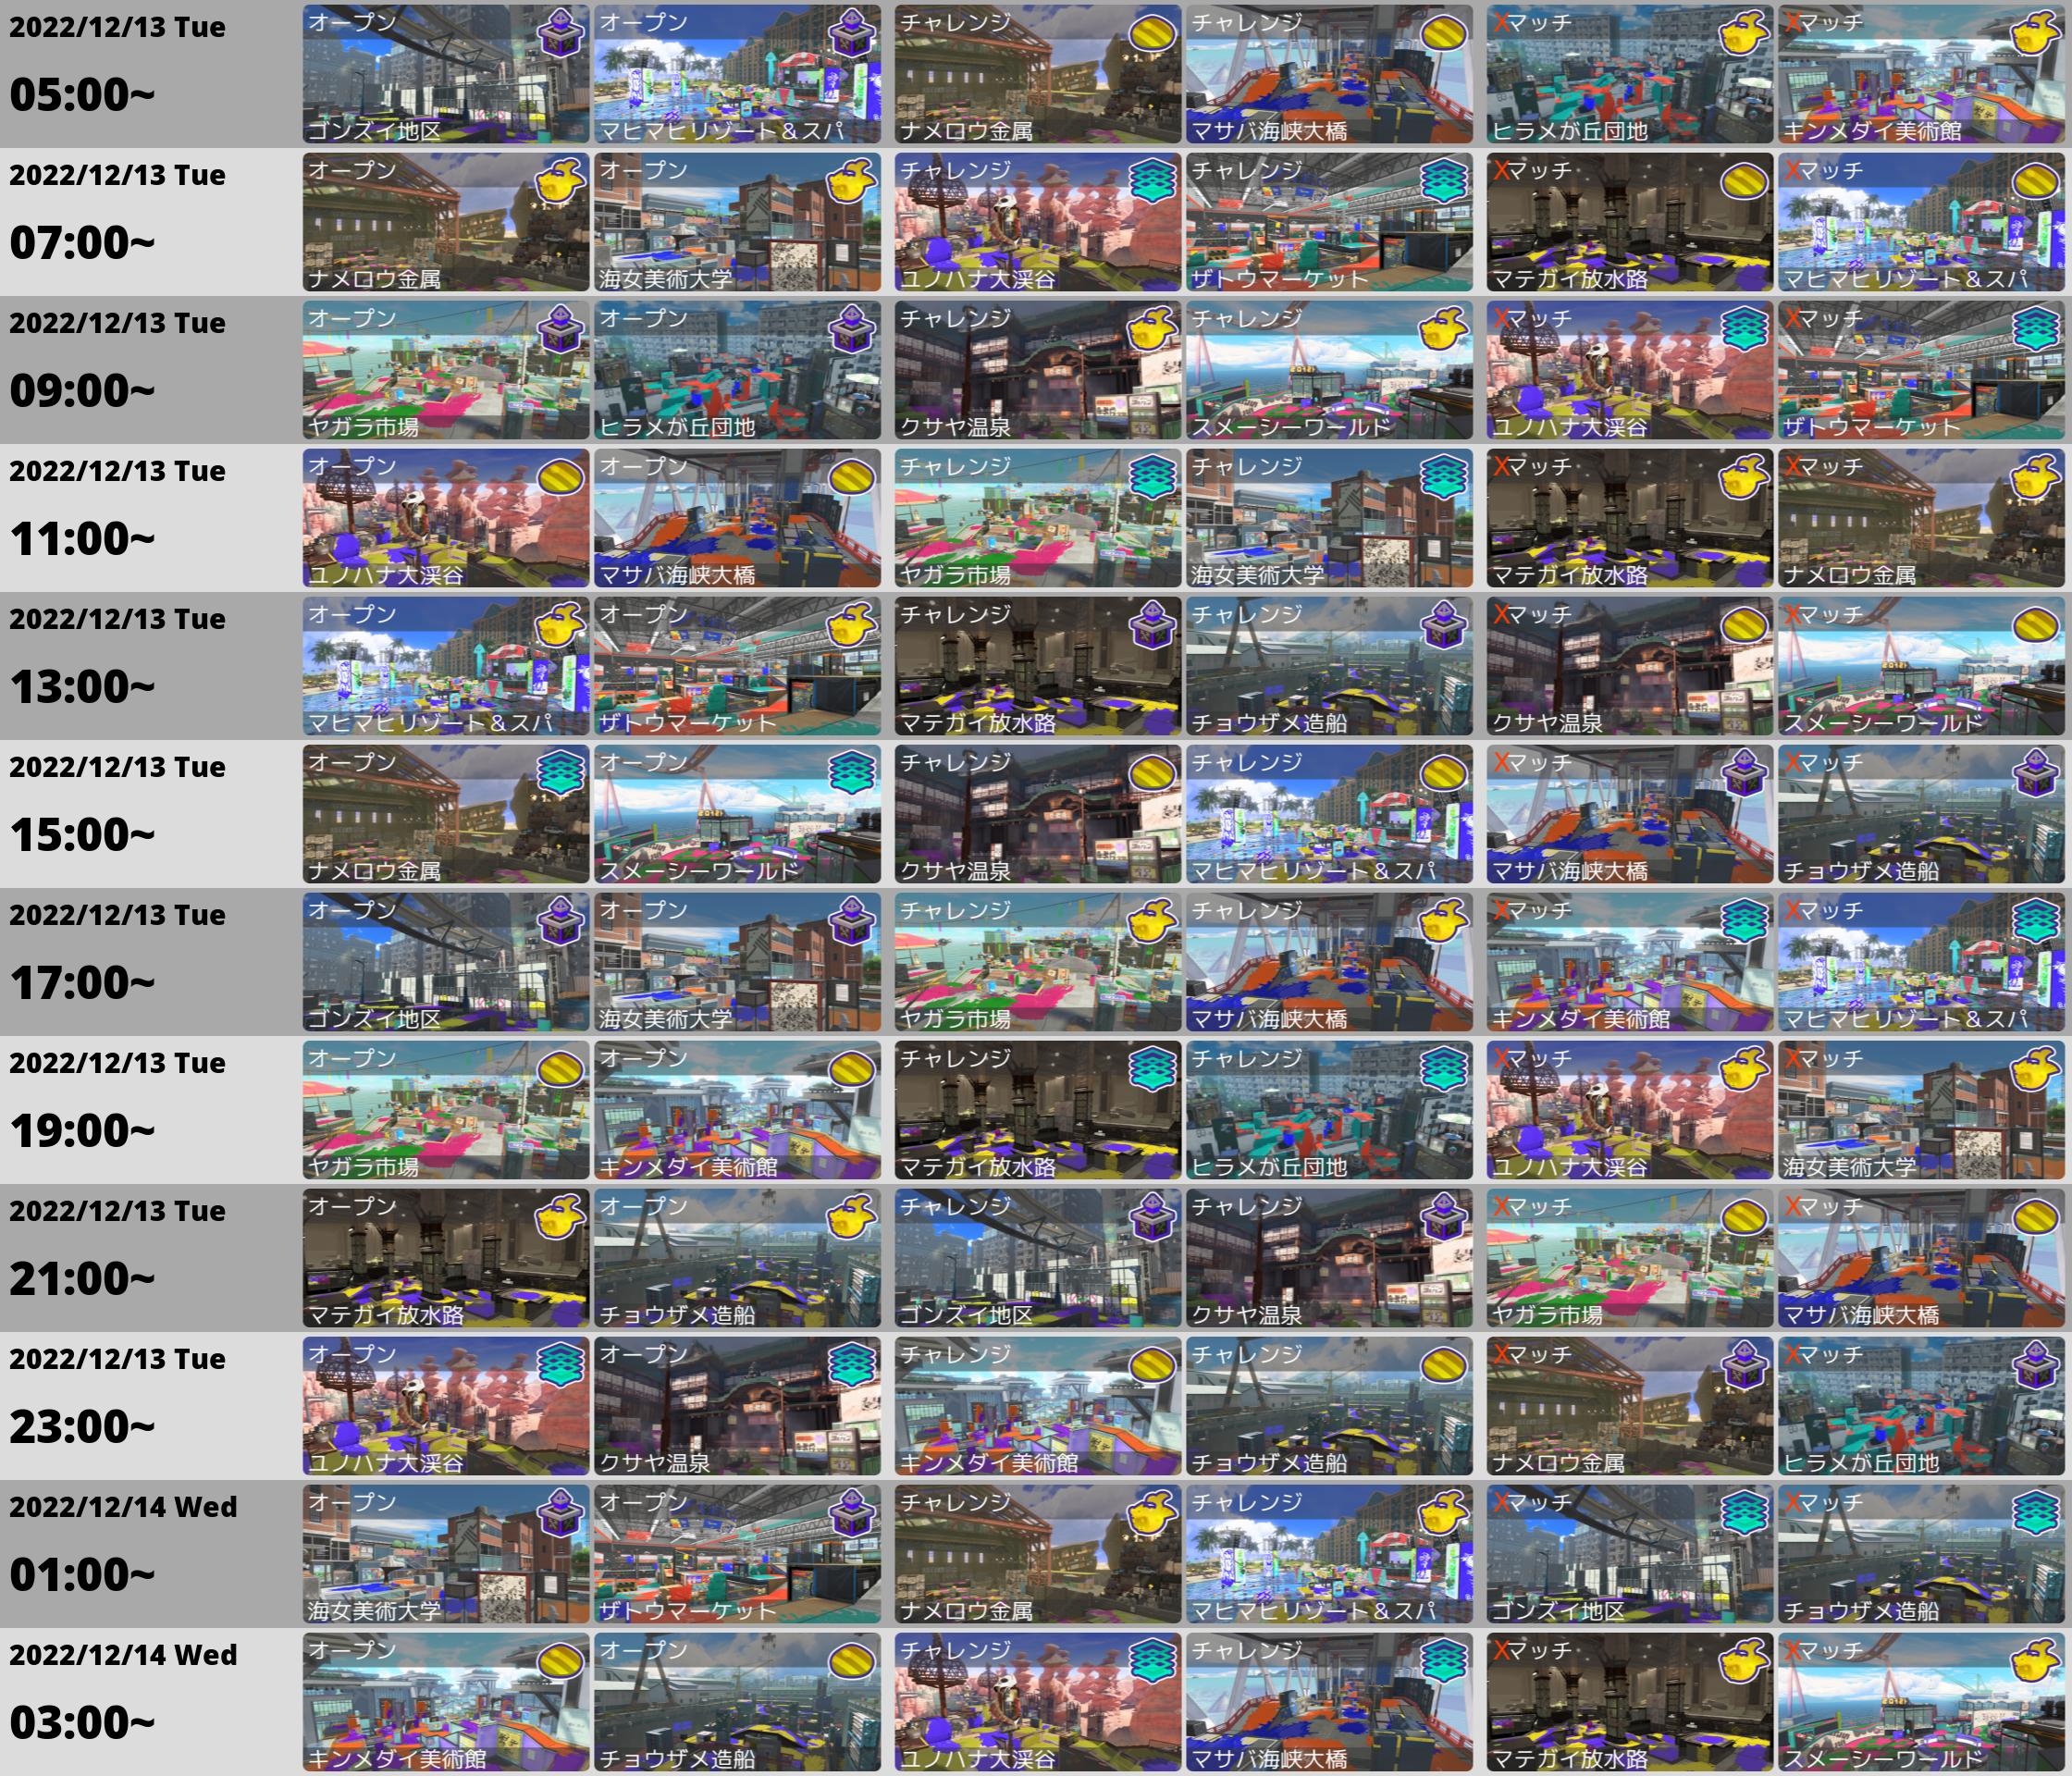 2022/12/13 Tue
05:00~
オープン オープン チャレンジ チャレンジ Xマッチ Xマッチ
ゴンズイ地区 マヒマヒリゾート＆スパ ナメロウ金属 マサバ海峡大橋 ヒラメが丘団地 キンメダイ美術館
2022/12/13 Tue
07:00~
オープン オープン チャレンジ チャレンジ Xマッチ Xマッチ
ナメロウ金属 海女美術大学 ユノハナ大渓谷 ザトウマーケット マテガイ放水路 マヒマヒリゾート＆スパ
2022/12/13 Tue
09:00~
オープン オープン チャレンジ チャレンジ Xマッチ Xマッチ
ヤガラ市場 ヒラメが丘団地 クサヤ温泉 スメーシーワールド ユノハナ大渓谷 ザトウマーケット
2022/12/13 Tue
11:00~
オープン オープン チャレンジ チャレンジ Xマッチ Xマッチ
ユノハナ大渓谷 マサバ海峡大橋 ヤガラ市場 海女美術大学 マテガイ放水路 ナメロウ金属
2022/12/13 Tue
13:00~
オープン オープン チャレンジ チャレンジ Xマッチ Xマッチ
マヒマヒリゾート＆スパ ザトウマーケット マテガイ放水路 チョウザメ造船 クサヤ温泉 スメーシーワールド
2022/12/13 Tue
15:00~
オープン オープン チャレンジ チャレンジ Xマッチ Xマッチ
ナメロウ金属 スメーシーワールド クサヤ温泉 マヒマヒリゾート＆スパ マサバ海峡大橋 チョウザメ造船
2022/12/13 Tue
17:00~
オープン オープン チャレンジ チャレンジ Xマッチ Xマッチ
ゴンズイ地区 海女美術大学 ヤガラ市場 マサバ海峡大橋 キンメダイ美術館 マヒマヒリゾート＆スパ
2022/12/13 Tue
19:00~
オープン オープン チャレンジ チャレンジ Xマッチ Xマッチ
ヤガラ市場 キンメダイ美術館 マテガイ放水路 ヒラメが丘団地 ユノハナ大渓谷 海女美術大学
2022/12/13 Tue
21:00~
オープン オープン チャレンジ チャレンジ Xマッチ Xマッチ
マテガイ放水路 チョウザメ造船 ゴンズイ地区 クサヤ温泉 ヤガラ市場 マサバ海峡大橋
2022/12/13 Tue
23:00~
オープン オープン チャレンジ チャレンジ Xマッチ Xマッチ
ユノハナ大渓谷 クサヤ温泉 キンメダイ美術館 チョウザメ造船 ナメロウ金属 ヒラメが丘団地
2022/12/14 Wed
01:00~
オープン オープン チャレンジ チャレンジ Xマッチ Xマッチ
海女美術大学 ザトウマーケット ナメロウ金属 マヒマヒリゾート＆スパ ゴンズイ地区 チョウザメ造船
2022/12/14 Wed
03:00~
オープン オープン チャレンジ チャレンジ Xマッチ Xマッチ
キンメダイ美術館 チョウザメ造船 ユノハナ大渓谷 マサバ海峡大橋 マテガイ放水路 スメーシーワールド